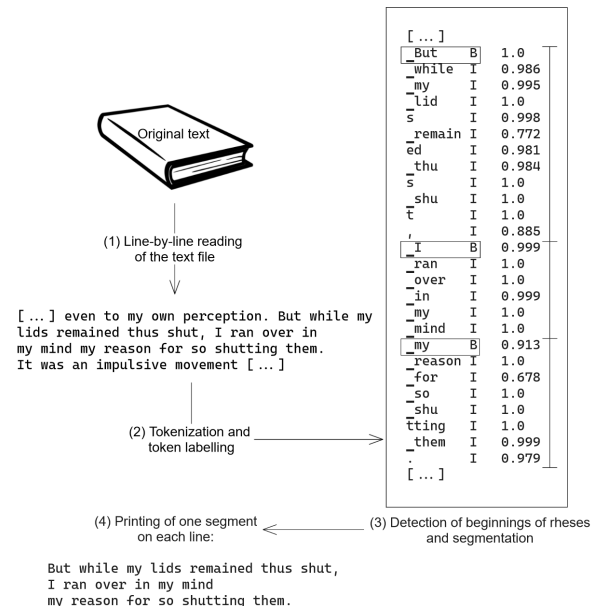 Original text
(1) Line-by-line reading
of the text file
[...] even to my own perception. But while my
lids remained thus shut, I ran over in
my mind my reason for so shutting them.
It was an impulsive movement [...]
(2) Tokenization and
token labelling
[...]
_But B 1.0
_while I 0.986
_my I 0.995
_lid I 1.0
s I 0.998
_remain I 0.772
ed I 0.981
_thu I 0.984
s I 1.0
_shu I 1.0
t I 1.0
, I 0.885
_I B 0.999
_ran I 1.0
_over I 1.0
_in I 0.999
_my I 1.0
_mind I 1.0
_my B 0.913
_reason I 1.0
_for I 0.678
_so I 1.0
_shu I 1.0
tting I 1.0
_them I 0.999
. I 0.979
[...]
(3) Detection of beginnings of rheses
and segmentation
(4) Printing of one segment
on each line:
But while my lids remained thus shut,
I ran over in my mind
my reason for so shutting them.